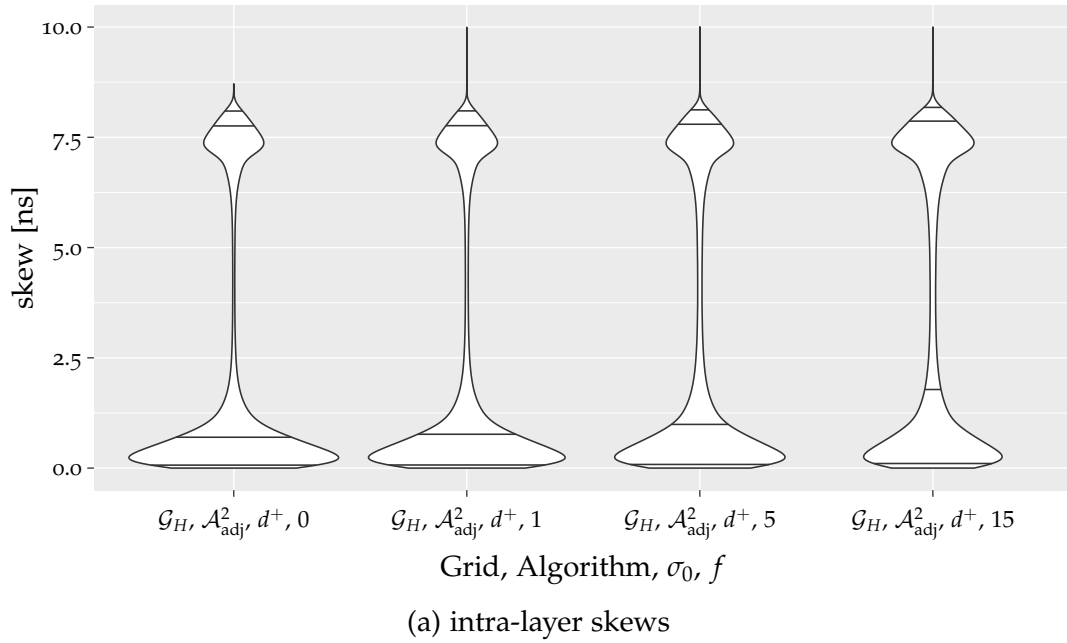 10.0
7.5
5.0
2.5
0.0
skew [ns]
𝒢_H, 𝒜²_adj, d⁺, 0
𝒢_H, 𝒜²_adj, d⁺, 1
𝒢_H, 𝒜²_adj, d⁺, 5
𝒢_H, 𝒜²_adj, d⁺, 15
Grid, Algorithm, σ₀, f
(a) intra-layer skews